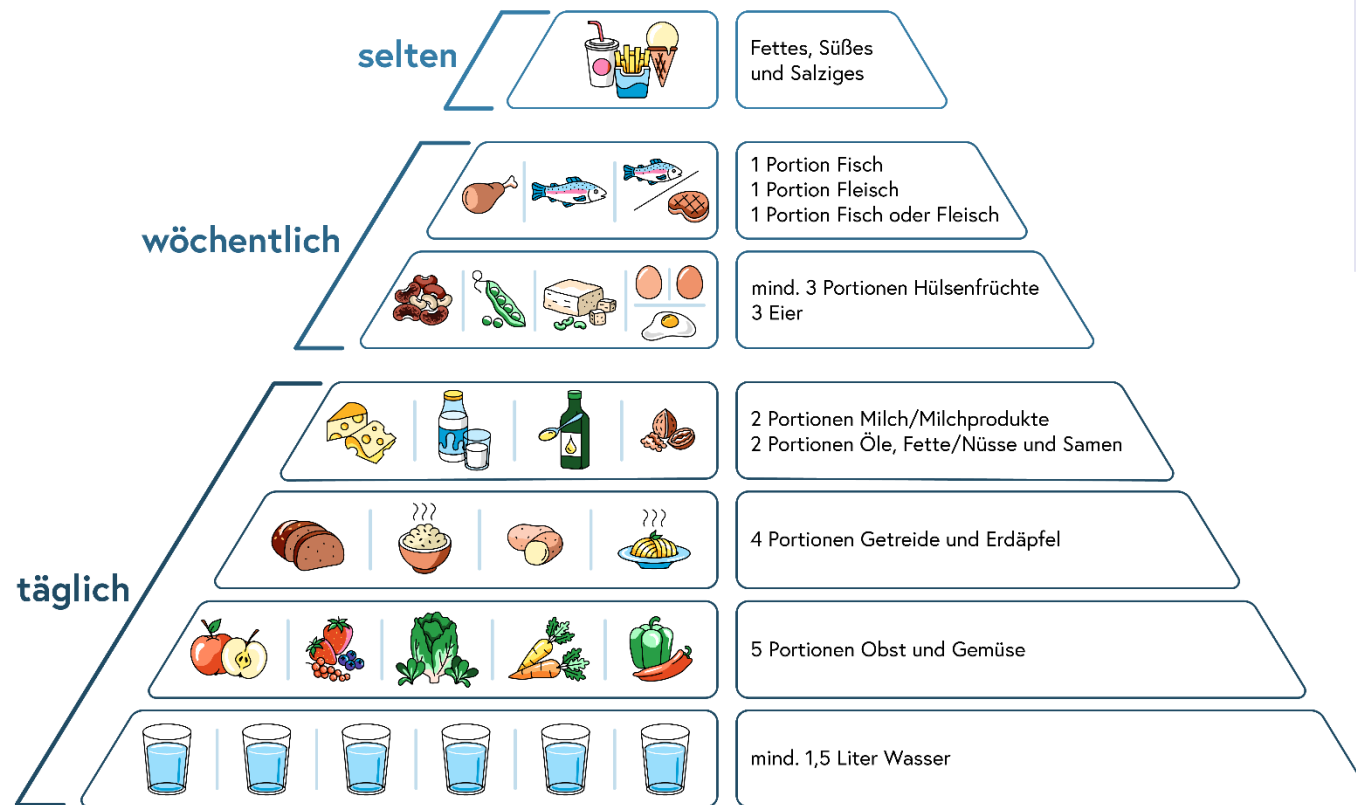 selten
Fettes, Süßes
und Salziges
wöchentlich
1 Portion Fisch
1 Portion Fleisch
1 Portion Fisch oder Fleisch
mind. 3 Portionen Hülsenfrüchte
3 Eier
täglich
2 Portionen Milch/Milchprodukte
2 Portionen Öle, Fette/Nüsse und Samen
4 Portionen Getreide und Erdäpfel
5 Portionen Obst und Gemüse
mind. 1,5 Liter Wasser